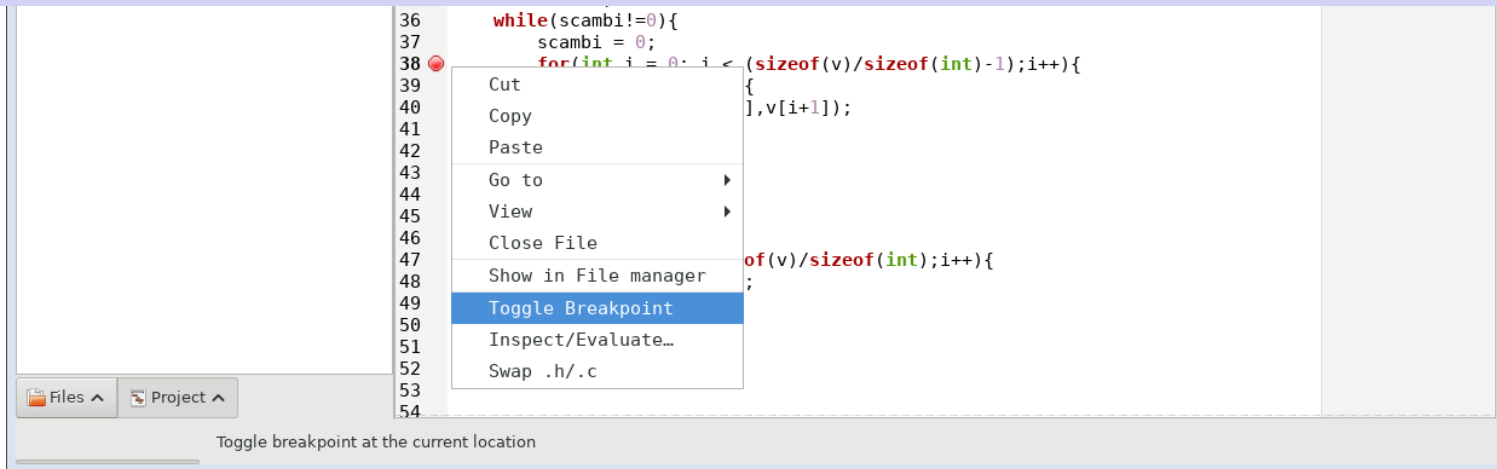 36 while(scambi!=0){
37 scambi = 0;
38 for(int i = 0; i < (sizeof(v)/sizeof(int)-1);i++){
39 {
40 ],v[i+1]);
41
42
43
44
45
46
47 of(v)/sizeof(int);i++){
48 ;
49
50
51
52
53
54
Cut
Copy
Paste
Go to
View
Close File
Show in File manager
Toggle Breakpoint
Inspect/Evaluate…
Swap .h/.c
Files
Project
Toggle breakpoint at the current location